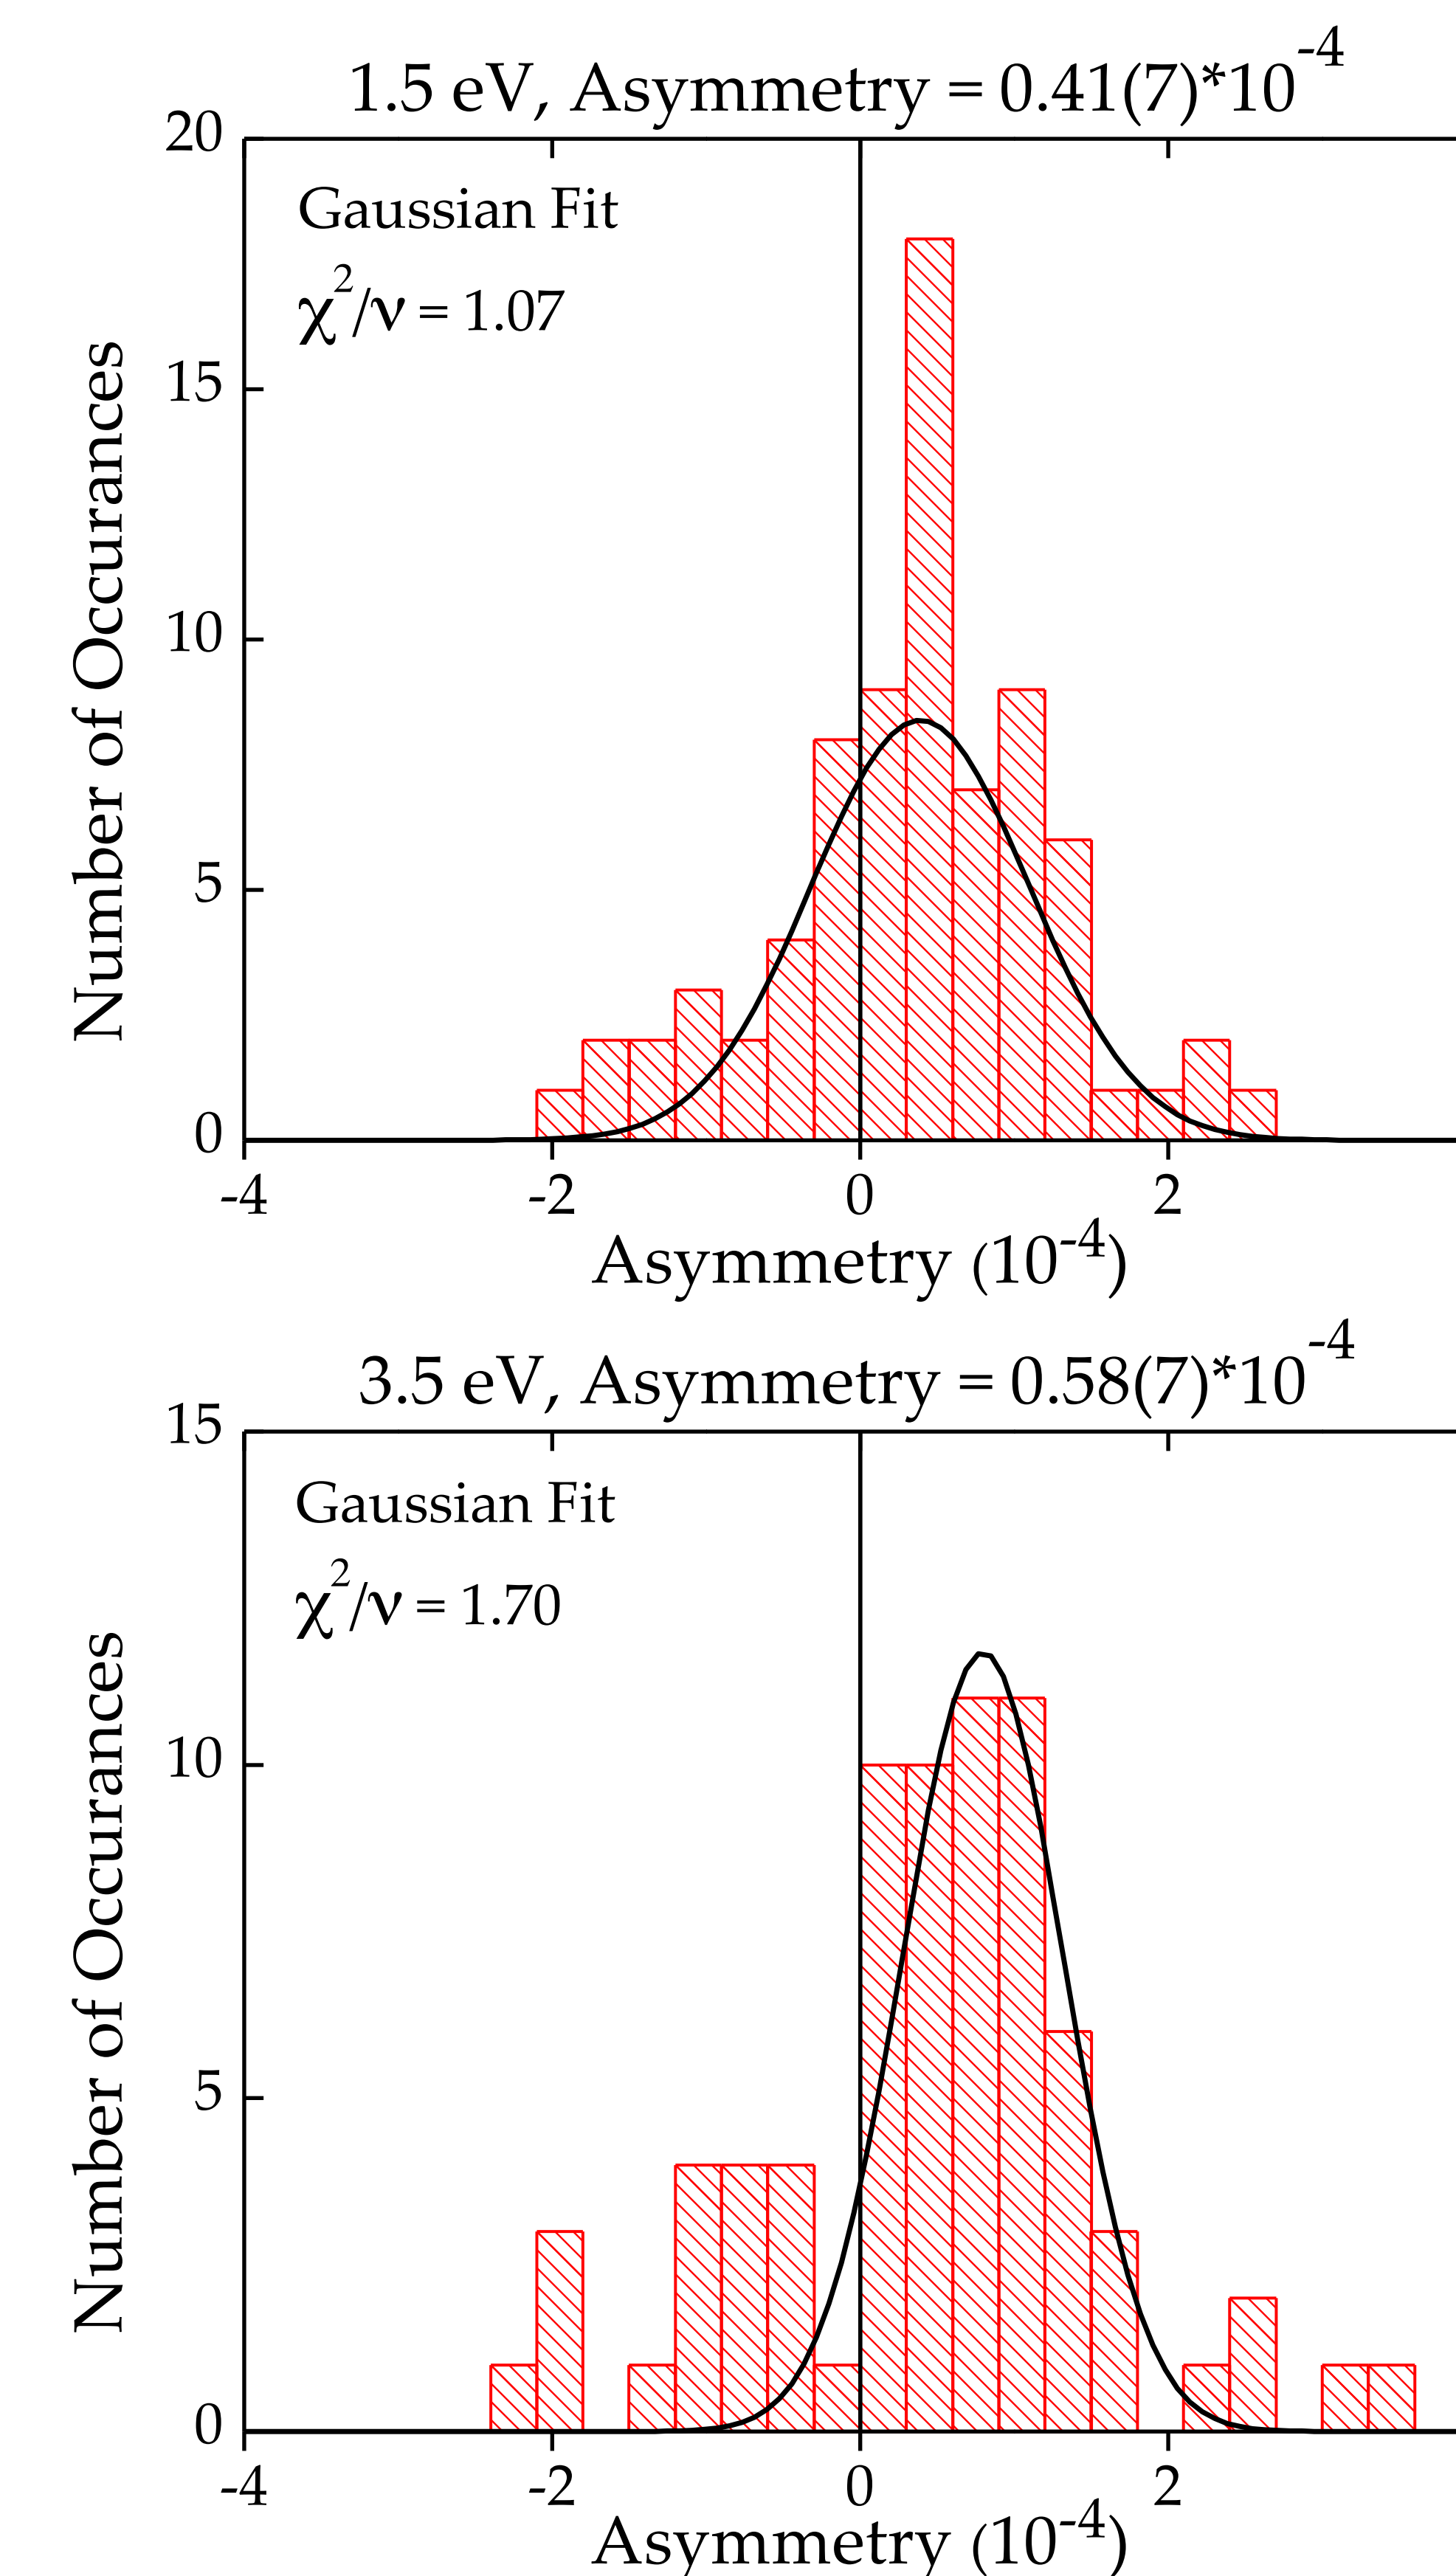 1.5 eV, Asymmetry = 0.41(7)*10-4
20
Gaussian Fit
χ2/ν = 1.07
15
10
5
0
Number of Occurances
-4 -2 0 2
Asymmetry (10-4)
3.5 eV, Asymmetry = 0.58(7)*10-4
15
Gaussian Fit
χ2/ν = 1.70
10
5
0
Number of Occurances
-4 -2 0 2
Asymmetry (10-4)